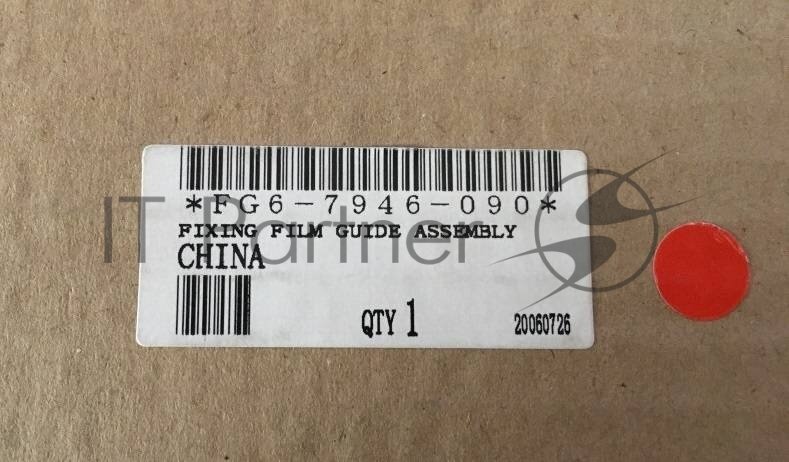 *FG6-7946-090*
FIXING FILM GUIDE ASSEMBLY
CHINA
QTY 1
20060726
IT Partner